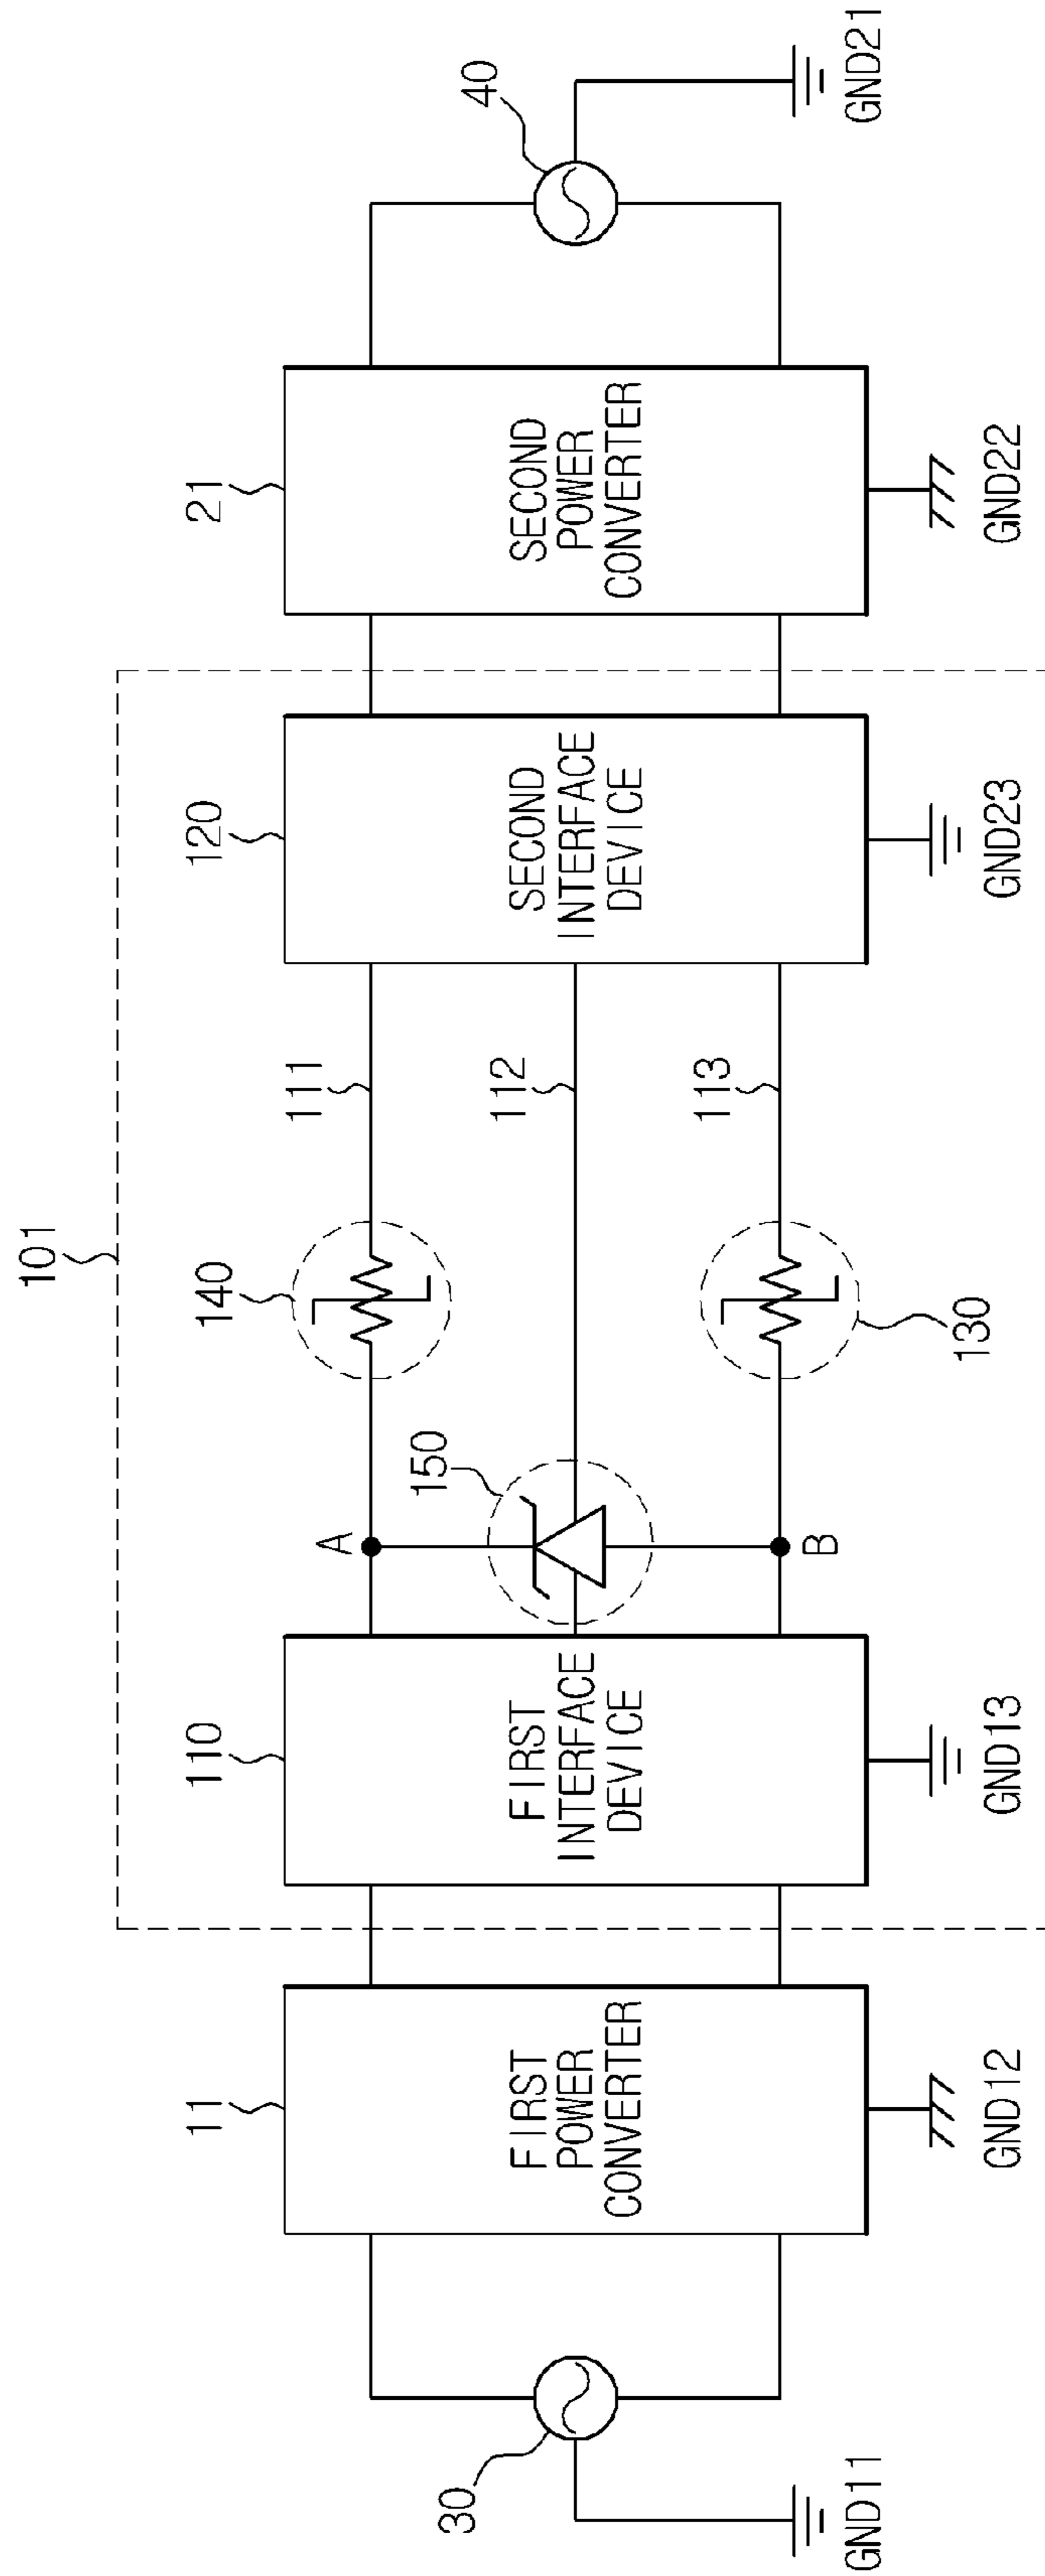 101
11
110
120
21
140
111
A
150
112
113
30
40
FIRST
POWER
CONVERTER
FIRST
INTERFACE
DEVICE
SECOND
INTERFACE
DEVICE
SECOND
POWER
CONVERTER
B
130
GND11
GND12
GND13
GND23
GND22
GND21